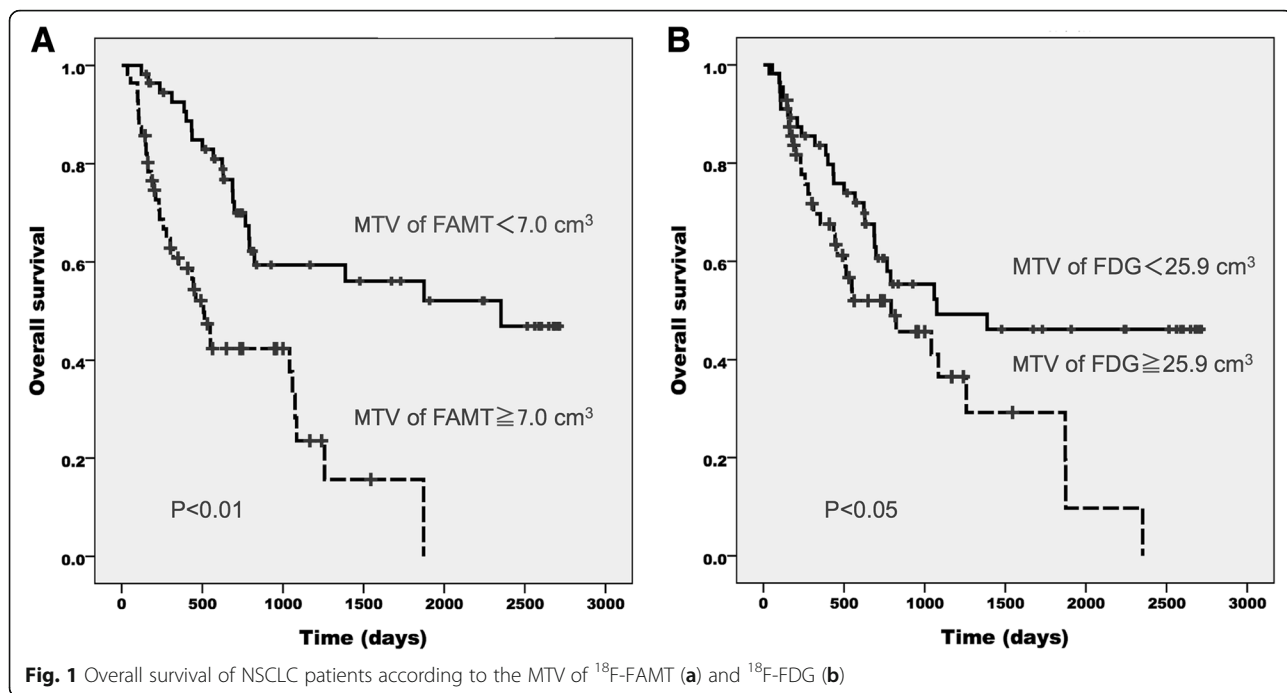 A
B
Overall survival
1.0
0.8
0.6
0.4
0.2
0.0
MTV of FAMT<7.0 cm³
MTV of FAMT≧7.0 cm³
P<0.01
0 500 1000 1500 2000 2500 3000
Time (days)
Overall survival
1.0
0.8
0.6
0.4
0.2
0.0
MTV of FDG<25.9 cm³
MTV of FDG≧25.9 cm³
P<0.05
0 500 1000 1500 2000 2500 3000
Time (days)
Fig. 1 Overall survival of NSCLC patients according to the MTV of ¹⁸F-FAMT (a) and ¹⁸F-FDG (b)